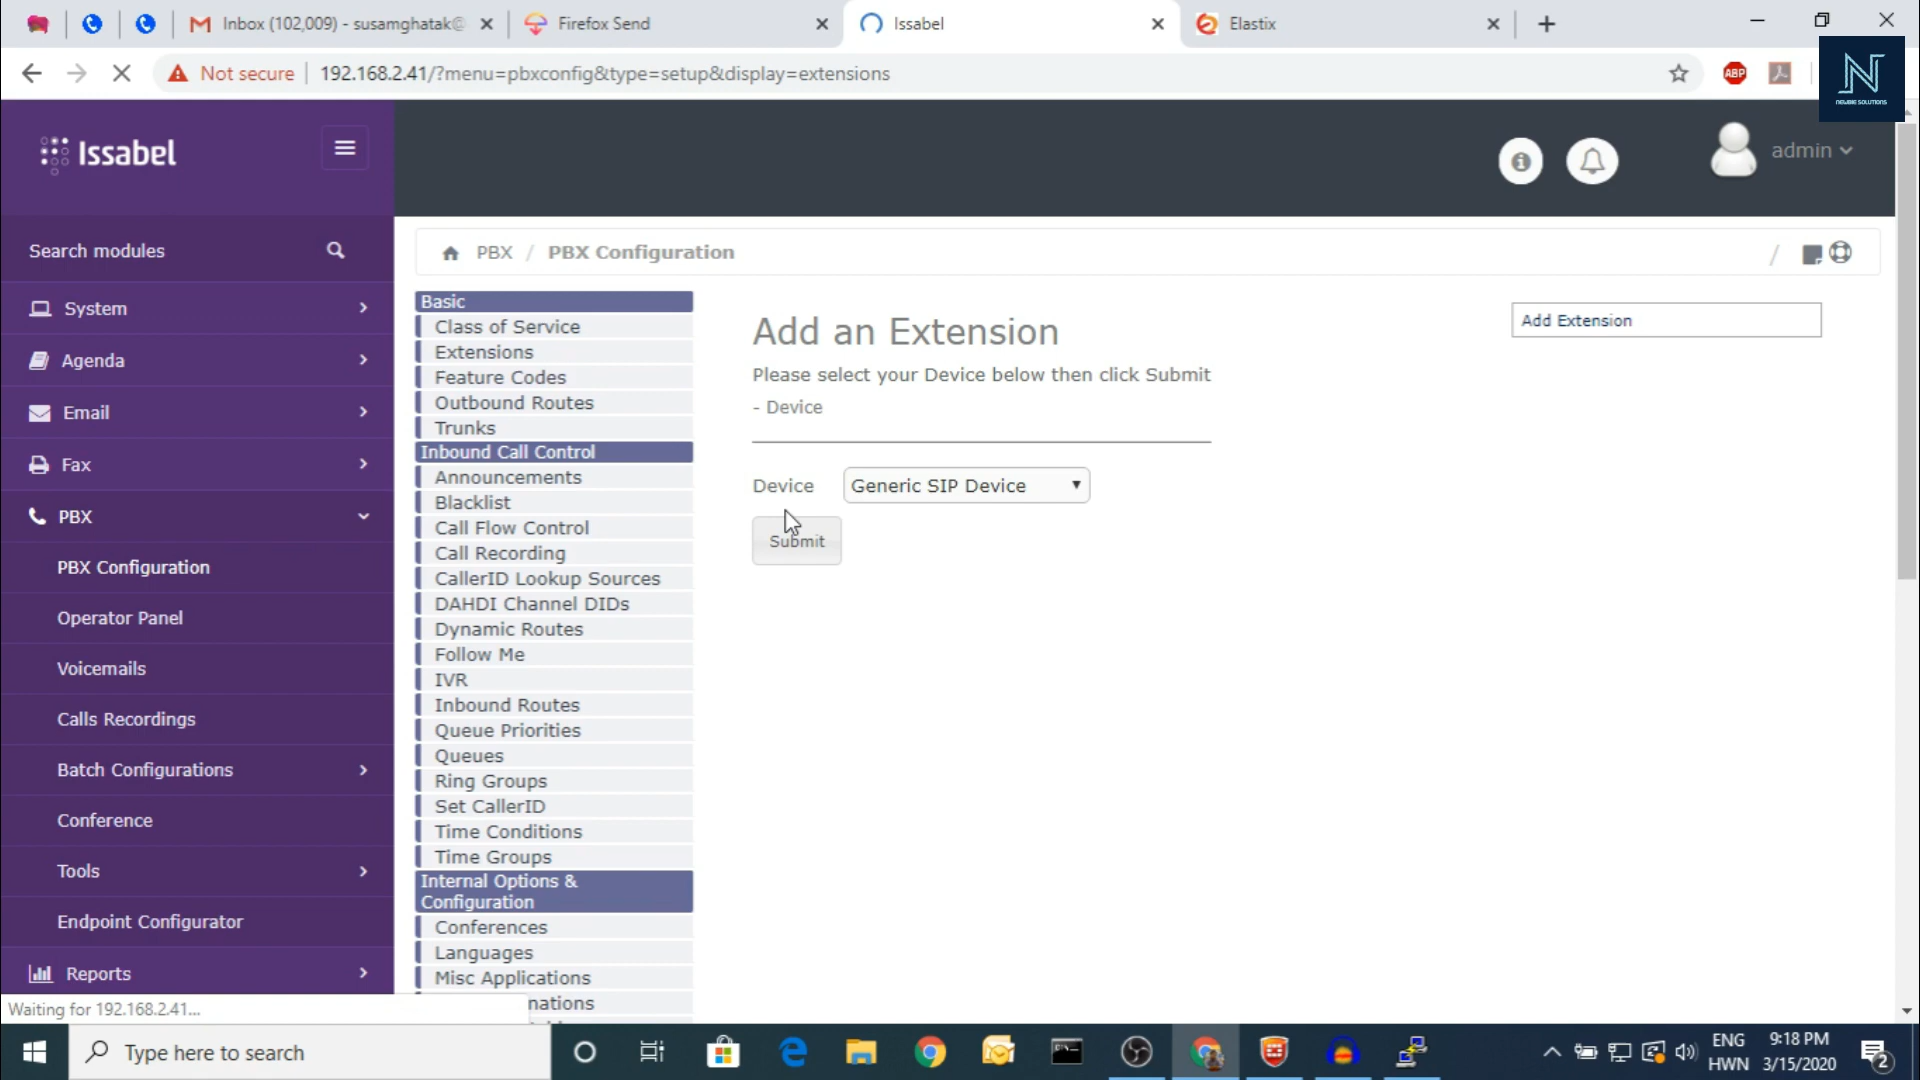 Inbox (102,009) - susamghatak@
Firefox Send
Issabel
Elastix
Not secure
192.168.2.41/?menu=pbxconfig&type=setup&display=extensions
ABP
N
NEWBIE SOLUTIONS
Issabel
admin
Search modules
System
Agenda
Email
Fax
PBX
PBX Configuration
Operator Panel
Voicemails
Calls Recordings
Batch Configurations
Conference
Tools
Endpoint Configurator
Reports
PBX / PBX Configuration /
Basic
Class of Service
Extensions
Feature Codes
Outbound Routes
Trunks
Inbound Call Control
Announcements
Blacklist
Call Flow Control
Call Recording
CallerID Lookup Sources
DAHDI Channel DIDs
Dynamic Routes
Follow Me
IVR
Inbound Routes
Queue Priorities
Queues
Ring Groups
Set CallerID
Time Conditions
Time Groups
Internal Options &
Configuration
Conferences
Languages
Misc Applications
nations
Add an Extension
Please select your Device below then click Submit
- Device
Device Generic SIP Device
Submit
Add Extension
Waiting for 192.168.2.41...
Type here to search
ENG
HWN
9:18 PM
3/15/2020
2